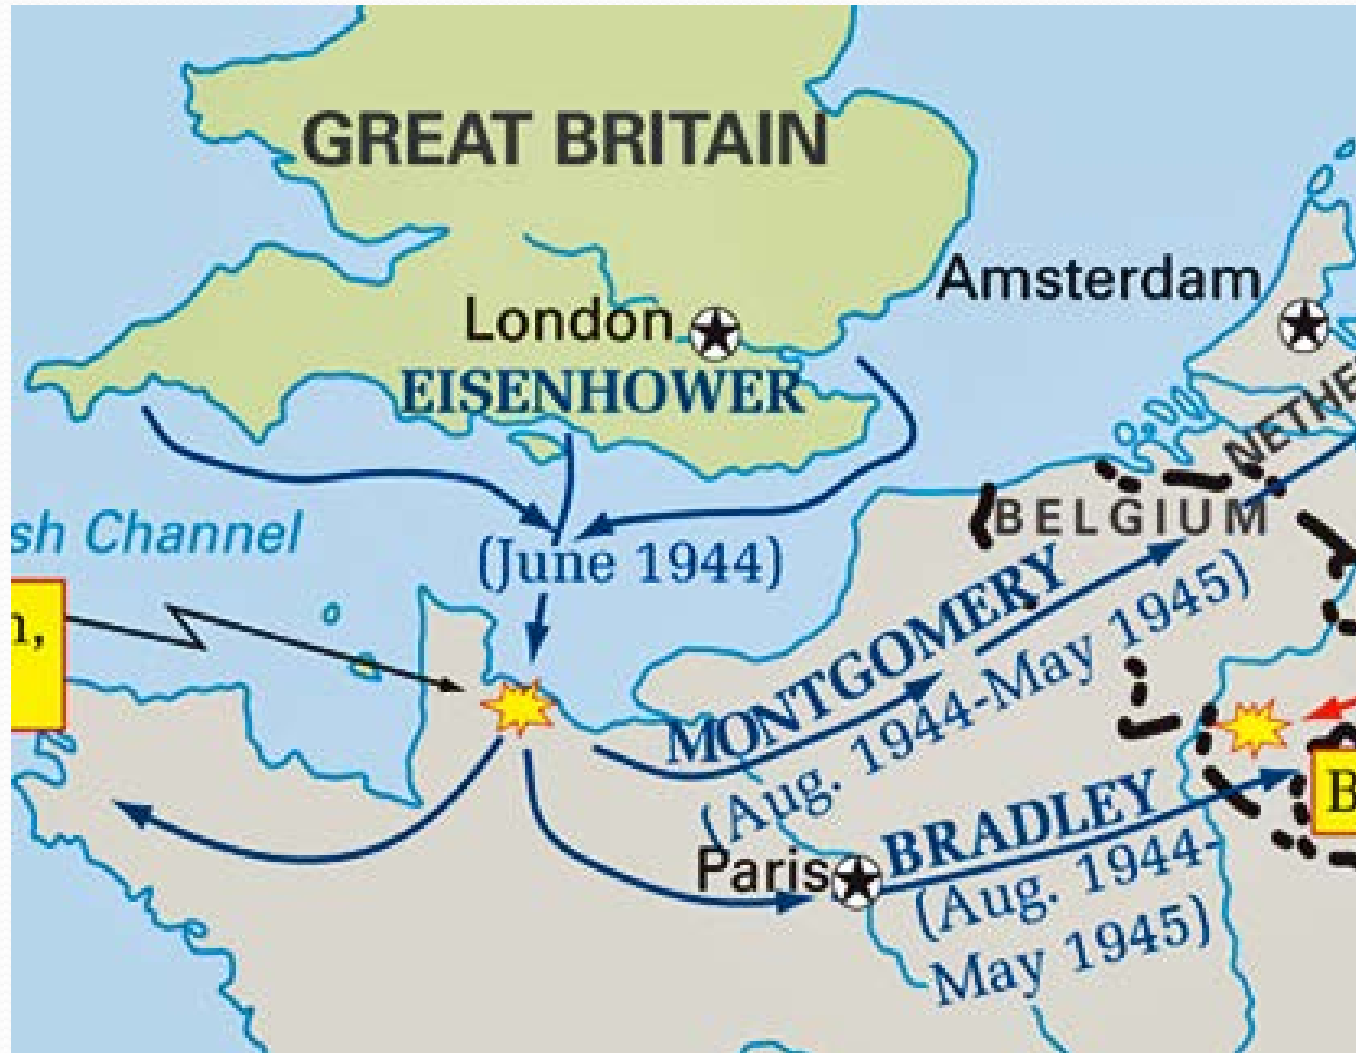 GREAT BRITAIN
Amsterdam
London
EISENHOWER
NETHE
BELGIUM
sh Channel
(June 1944)
n,
MONTGOMERY
(Aug. 1944-May 1945)
BRADLEY
B
Paris
(Aug. 1944-
May 1945)